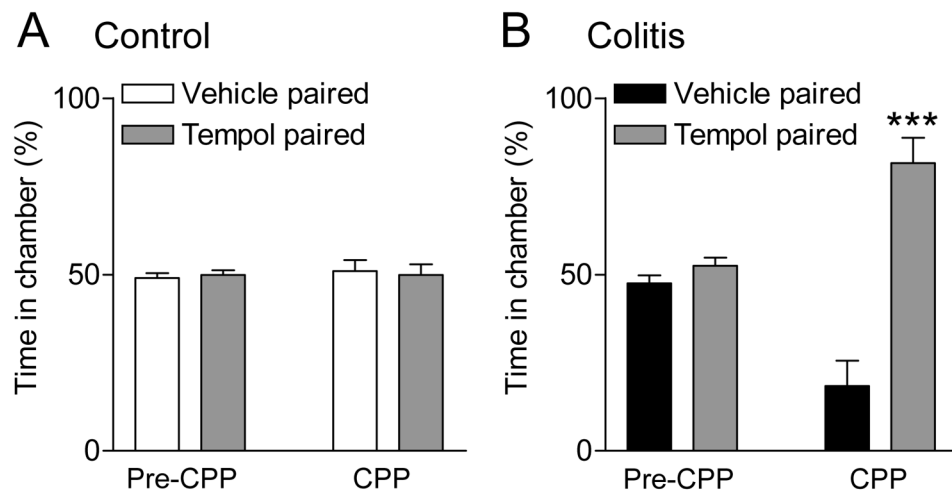 A Control
Time in chamber (%)
100
50
0
Vehicle paired
Tempol paired
Pre-CPP
CPP
B Colitis
Time in chamber (%)
100
50
0
Vehicle paired
Tempol paired
***
Pre-CPP
CPP